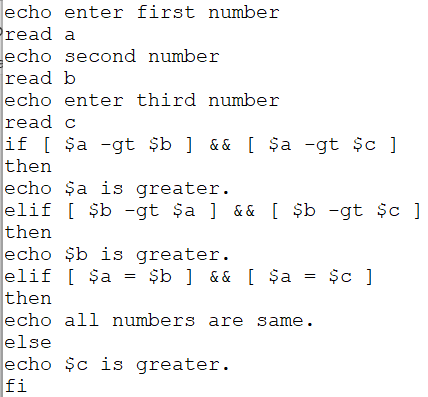 echo enter first number
read a
echo second number
read b
echo enter third number
read c
if [ $a -gt $b ] && [ $a -gt $c ]
then
echo $a is greater.
elif [ $b -gt $a ] && [ $b -gt $c ]
then
echo $b is greater.
elif [ $a = $b ] && [ $a = $c ]
then
echo all numbers are same.
else
echo $c is greater.
fi